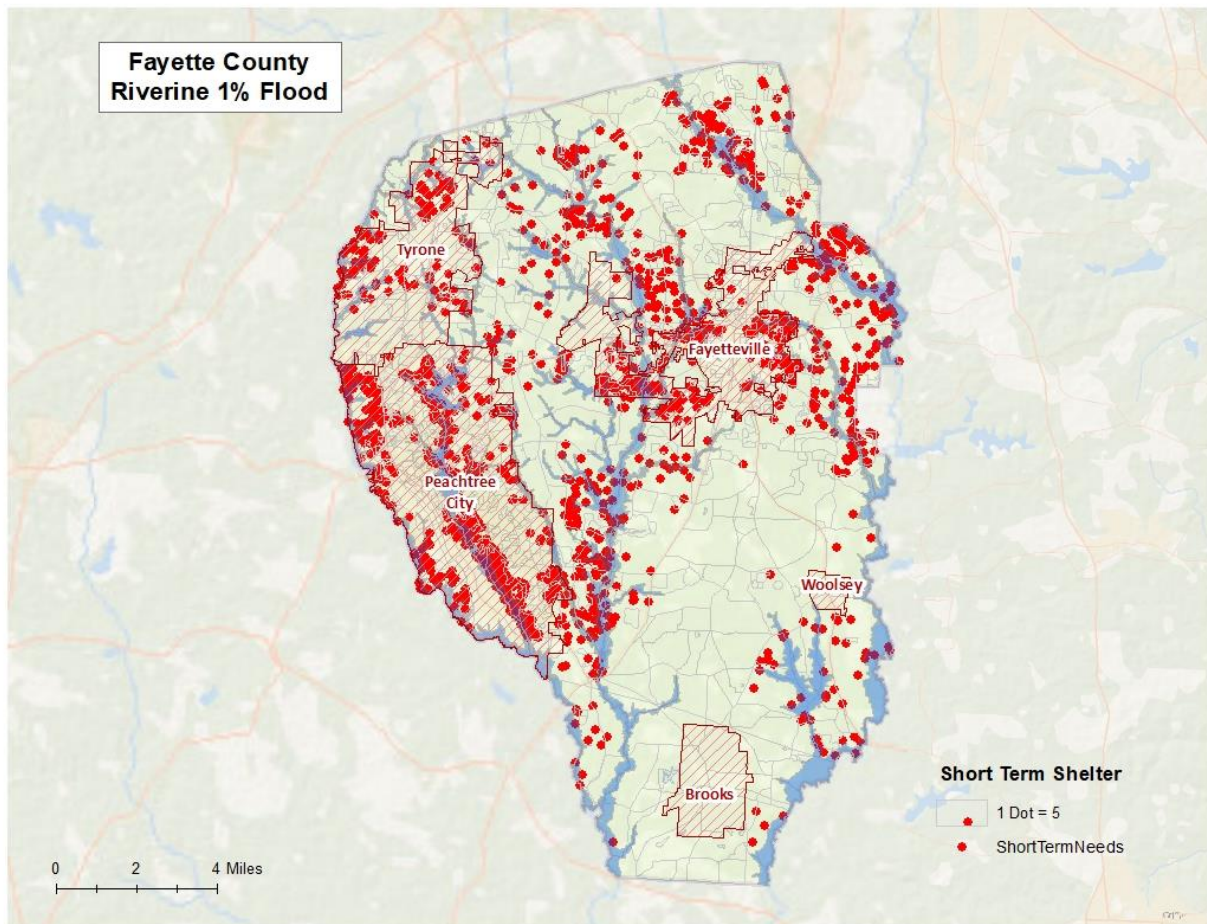 Fayette County
Riverine 1% Flood
Tyrone
Fayetteville
Peachtree
City
Woolsey
Brooks
Short Term Shelter
1 Dot = 5
ShortTermNeeds
0 2 4 Miles